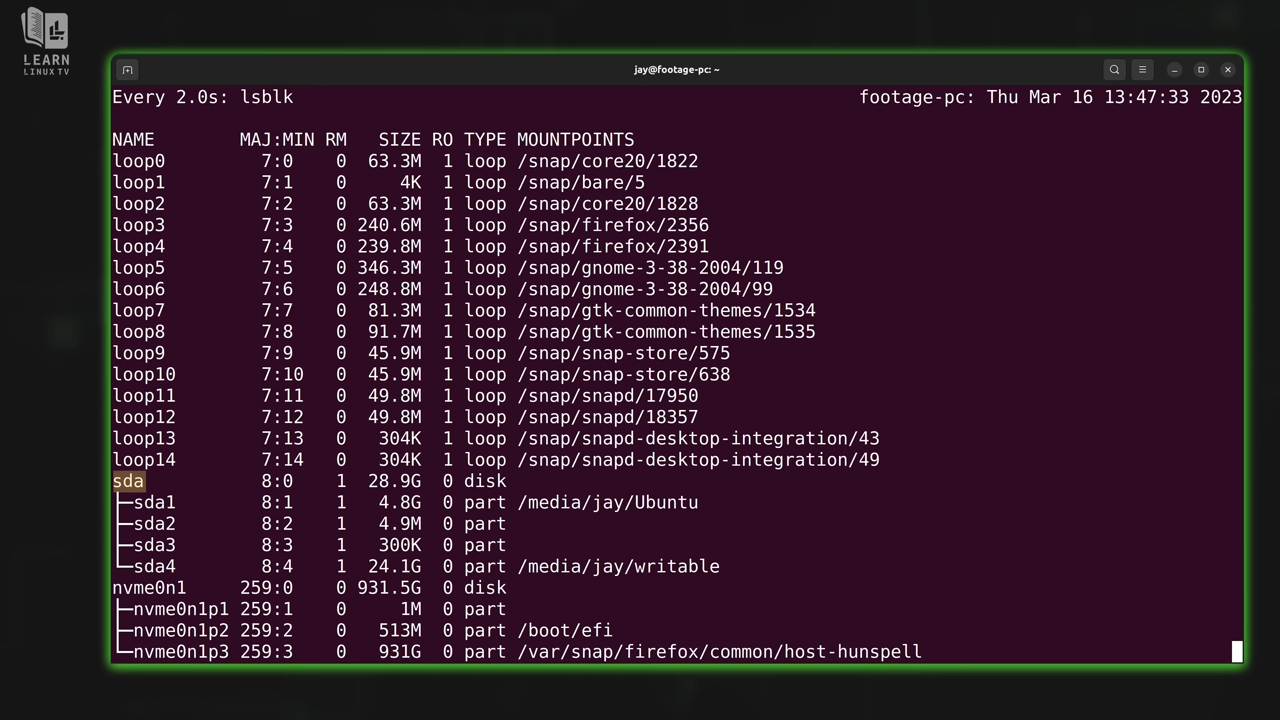 LEARN
LINUX TV
jay@footage-pc: ~
Every 2.0s: lsblk footage-pc: Thu Mar 16 13:47:33 2023
NAME MAJ:MIN RM SIZE RO TYPE MOUNTPOINTS
loop0 7:0 0 63.3M 1 loop /snap/core20/1822
loop1 7:1 0 4K 1 loop /snap/bare/5
loop2 7:2 0 63.3M 1 loop /snap/core20/1828
loop3 7:3 0 240.6M 1 loop /snap/firefox/2356
loop4 7:4 0 239.8M 1 loop /snap/firefox/2391
loop5 7:5 0 346.3M 1 loop /snap/gnome-3-38-2004/119
loop6 7:6 0 248.8M 1 loop /snap/gnome-3-38-2004/99
loop7 7:7 0 81.3M 1 loop /snap/gtk-common-themes/1534
loop8 7:8 0 91.7M 1 loop /snap/gtk-common-themes/1535
loop9 7:9 0 45.9M 1 loop /snap/snap-store/575
loop10 7:10 0 45.9M 1 loop /snap/snap-store/638
loop11 7:11 0 49.8M 1 loop /snap/snapd/17950
loop12 7:12 0 49.8M 1 loop /snap/snapd/18357
loop13 7:13 0 304K 1 loop /snap/snapd-desktop-integration/43
loop14 7:14 0 304K 1 loop /snap/snapd-desktop-integration/49
sda 8:0 1 28.9G 0 disk
├─sda1 8:1 1 4.8G 0 part /media/jay/Ubuntu
├─sda2 8:2 1 4.9M 0 part
├─sda3 8:3 1 300K 0 part
└─sda4 8:4 1 24.1G 0 part /media/jay/writable
nvme0n1 259:0 0 931.5G 0 disk
├─nvme0n1p1 259:1 0 1M 0 part
├─nvme0n1p2 259:2 0 513M 0 part /boot/efi
└─nvme0n1p3 259:3 0 931G 0 part /var/snap/firefox/common/host-hunspell